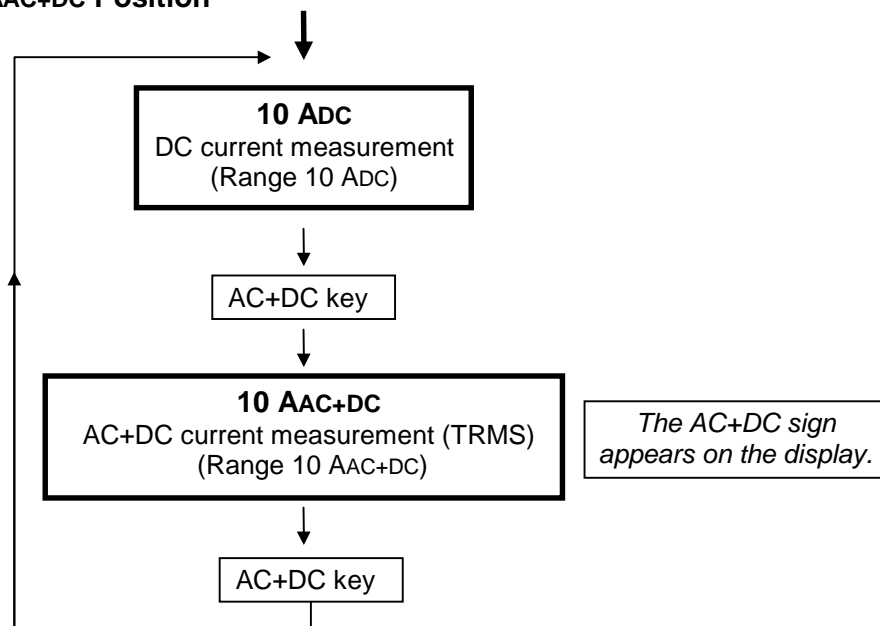 AAC+DC Position
10 ADC
DC current measurement
(Range 10 ADC)
AC+DC key
10 AAC+DC
AC+DC current measurement (TRMS)
(Range 10 AAC+DC)
The AC+DC sign
appears on the display.
AC+DC key